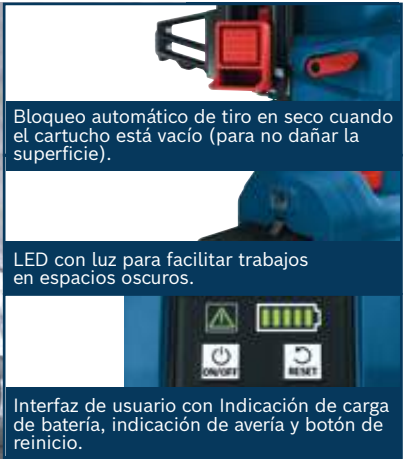 Bloqueo automático de tiro en seco cuando
el cartucho está vacío (para no dañar la
superficie).
LED con luz para facilitar trabajos
en espacios oscuros.
ON/OFF RESET
Interfaz de usuario con Indicación de carga
de batería, indicación de avería y botón de
reinicio.